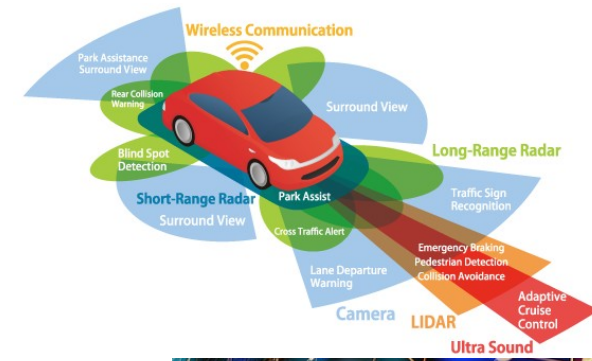 Wireless Communication
Park Assistance
Surround View
Rear Collision
Warning
Surround View
Blind Spot
Detection
Long-Range Radar
Short-Range Radar
Park Assist
Traffic Sign
Recognition
Surround View
Cross Traffic Alert
Emergency Braking
Pedestrian Detection
Collision Avoidance
Lane Departure
Warning
Camera
LIDAR
Adaptive
Cruise
Control
Ultra Sound